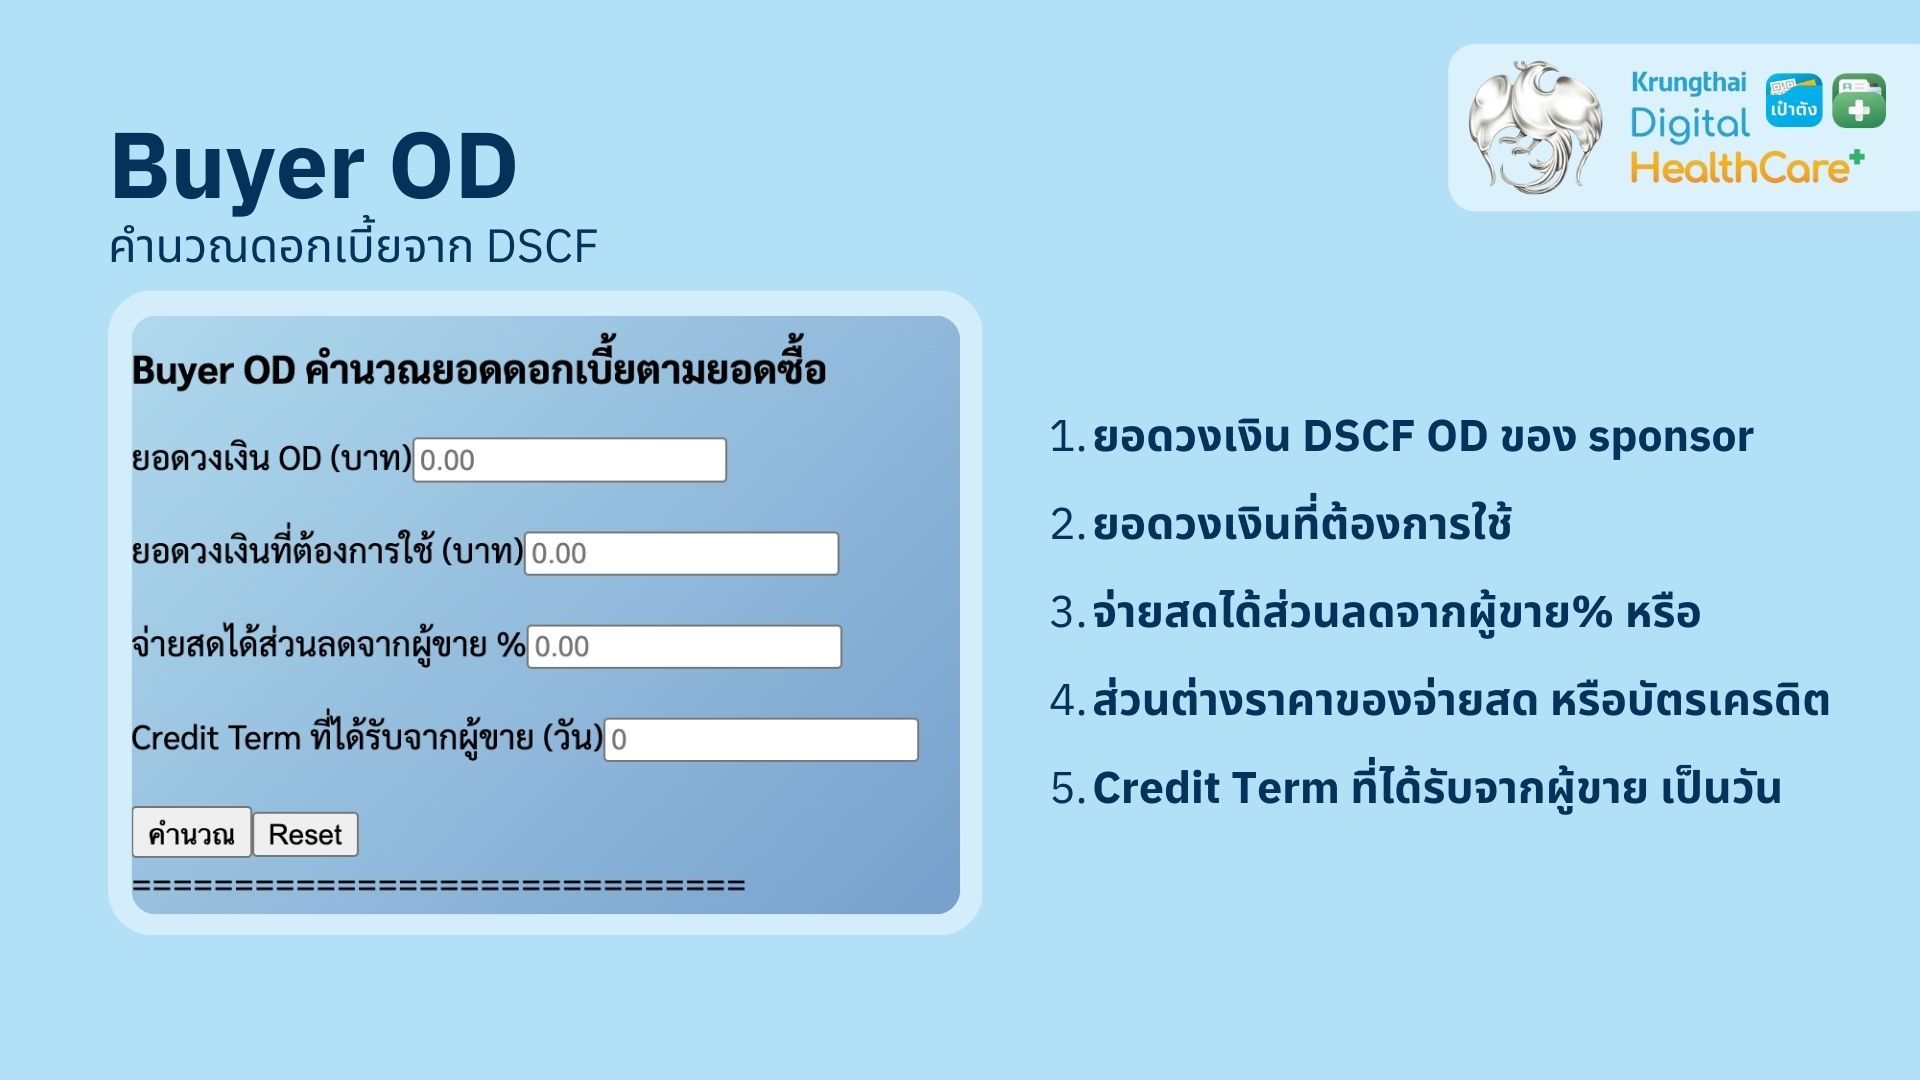 Krungthai
Digital
HealthCare+
เป๋าตัง
Buyer OD
คำนวณดอกเบี้ยจาก DSCF
Buyer OD คำนวณยอดดอกเบี้ยตามยอดซื้อ
ยอดวงเงิน OD (บาท) 0.00
ยอดวงเงินที่ต้องการใช้ (บาท) 0.00
จ่ายสดได้ส่วนลดจากผู้ขาย % 0.00
Credit Term ที่ได้รับจากผู้ขาย (วัน) 0
คำนวณ Reset
==============================
1. ยอดวงเงิน DSCF OD ของ sponsor
2. ยอดวงเงินที่ต้องการใช้
3. จ่ายสดได้ส่วนลดจากผู้ขาย% หรือ
4. ส่วนต่างราคาของจ่ายสด หรือบัตรเครดิต
5. Credit Term ที่ได้รับจากผู้ขาย เป็นวัน